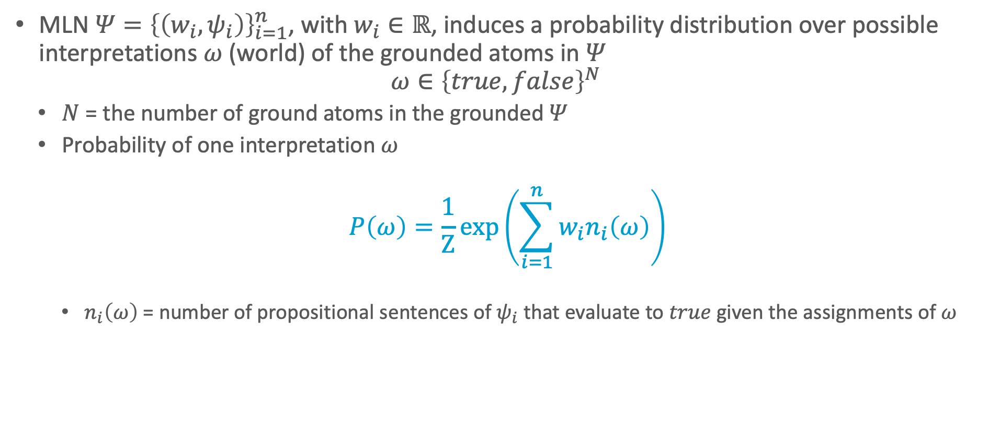 • MLN Ψ = {(wᵢ, ψᵢ)}ⁿᵢ₌₁, with wᵢ ∈ ℝ, induces a probability distribution over possible
interpretations ω (world) of the grounded atoms in Ψ
ω ∈ {true, false}ᴺ
• N = the number of ground atoms in the grounded Ψ
• Probability of one interpretation ω
P(ω) = 1/Z exp(∑ⁿᵢ₌₁ wᵢnᵢ(ω))
• nᵢ(ω) = number of propositional sentences of ψᵢ that evaluate to true given the assignments of ω